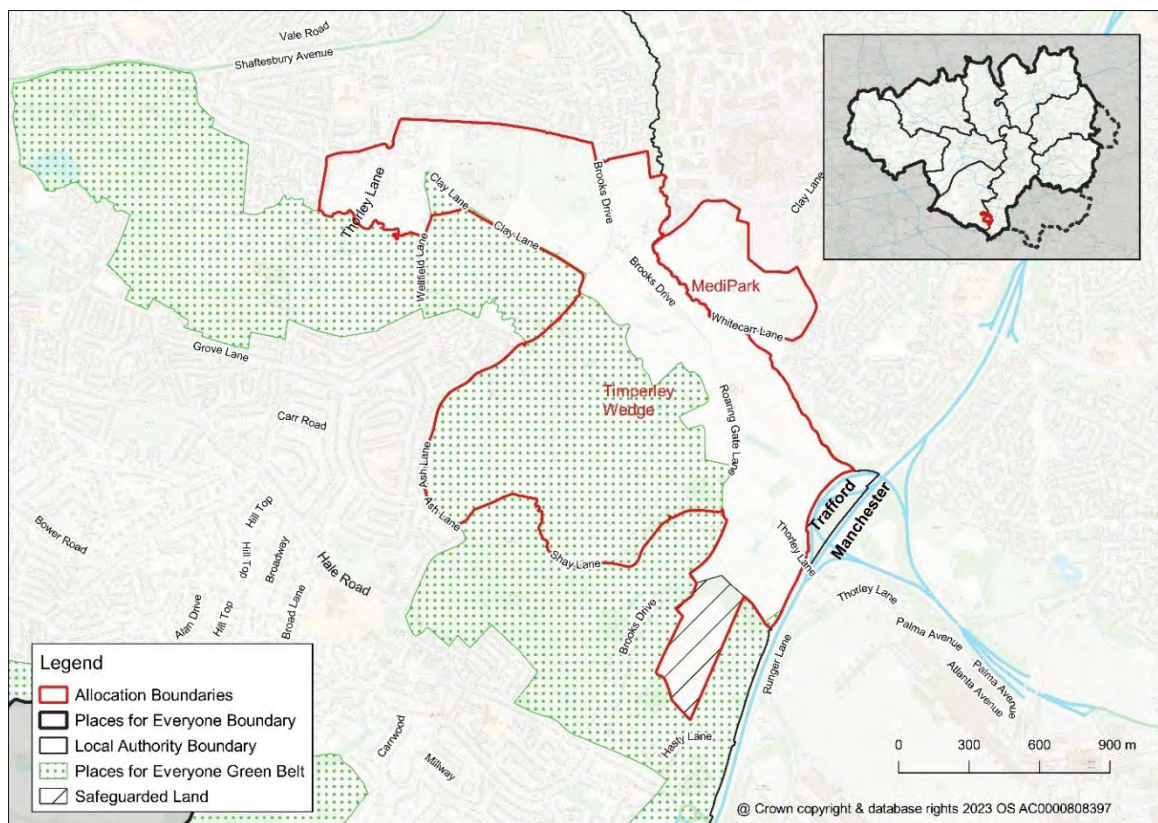 Vale Road
Shaftesbury Avenue
Thorley Lane
Clay Lane
Clay Lane
Wellfield Lane
Brooks Drive
Brooks Drive
Clay Lane
MediPark
Whitecarr Lane
Grove Lane
Timperley
Wedge
Roaring Gate Lane
Carr Road
Ash Lane
Ash Lane
Shay Lane
Trafford
Manchester
Thorley Lane
Thorley Lane
Bower Road
Hill Top
Hill Top
Broadway
Hale Road
Alan Drive
Hill Top
Broad Lane
Brooks Drive
Runger Lane
Palma Avenue
Palma Avenue
Atlanta Avenue
Hasty Lane
Carrwood
Millway
Legend
Allocation Boundaries
Places for Everyone Boundary
Local Authority Boundary
Places for Everyone Green Belt
Safeguarded Land
0 300 600 900 m
@ Crown copyright & database rights 2023 OS AC0000808397